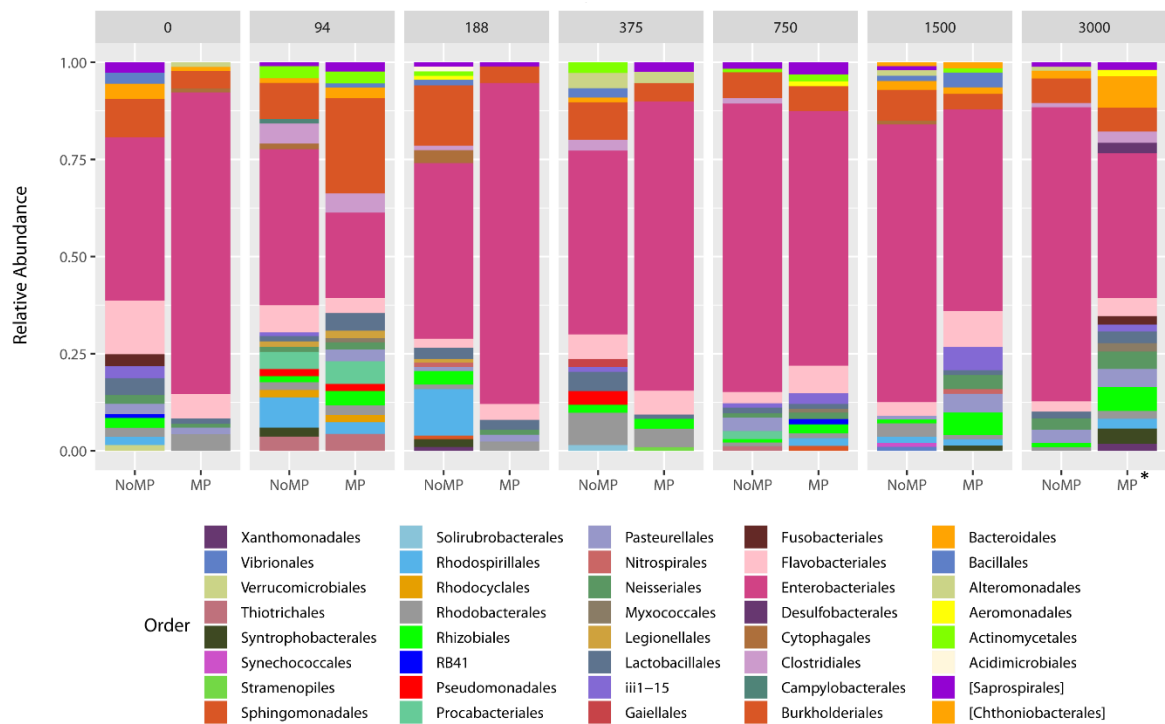 0 94 188 375 750 1500 3000
1.00
0.75
0.50
0.25
0.00
Relative Abundance
NoMP MP NoMP MP NoMP MP NoMP MP NoMP MP NoMP MP NoMP MP *
Order
Xanthomonadales Solirubrobacterales Pasteurellales Fusobacteriales Bacteroidales
Vibrionales Rhodospirillales Nitrospirales Flavobacteriales Bacillales
Verrucomicrobiales Rhodocyclales Neisseriales Enterobacteriales Alteromonadales
Thiotrichales Rhodobacterales Myxococcales Desulfobacterales Aeromonadales
Syntrophobacterales Rhizobiales Legionellales Cytophagales Actinomycetales
Synechococcales RB41 Lactobacillales Clostridiales Acidimicrobiales
Stramenopiles Pseudomonadales iii1−15 Campylobacterales [Saprospirales]
Sphingomonadales Procabacteriales Gaiellales Burkholderiales [Chthoniobacterales]